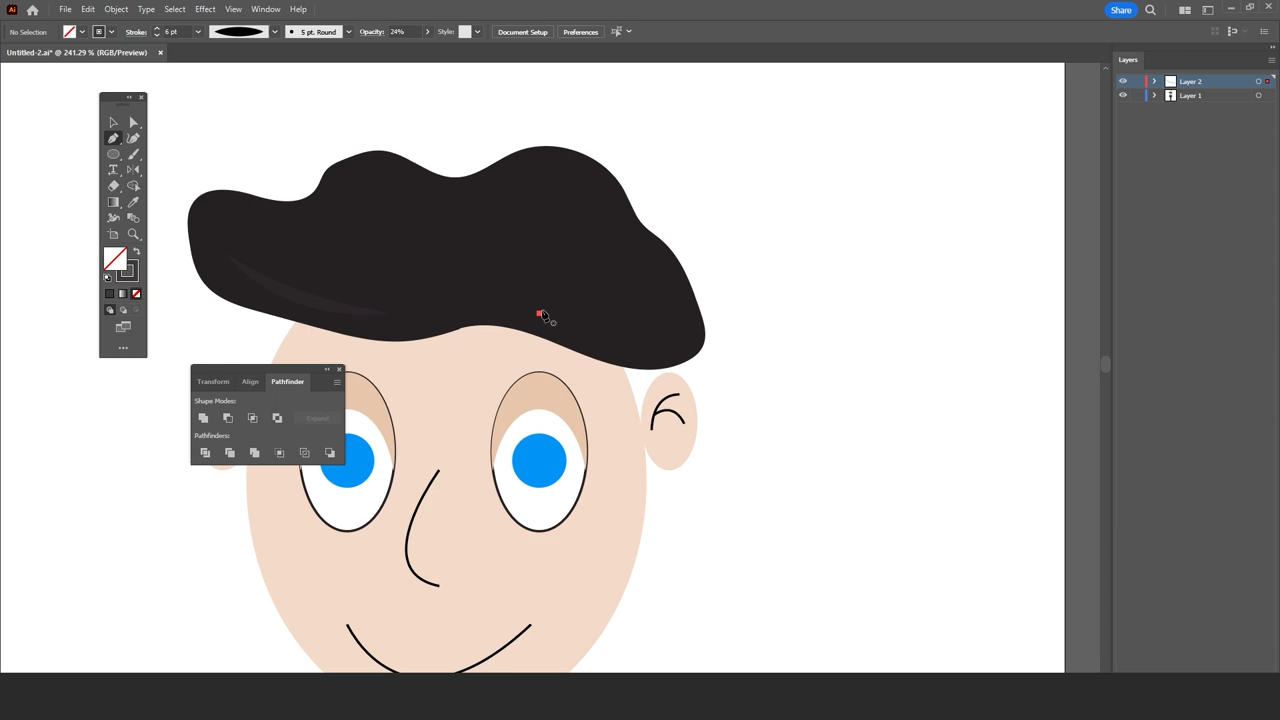 Ai File Edit Object Type Select Effect View Window Help Share
No Selection Stroke: 6 pt 5 pt. Round Opacity: 24% Style: Document Setup Preferences
Untitled-2.ai* @ 241.29 % (RGB/Preview) ×
Layers
Layer 2
Layer 1
Transform Align Pathfinder
Shape Modes:
Expand
Pathfinders: